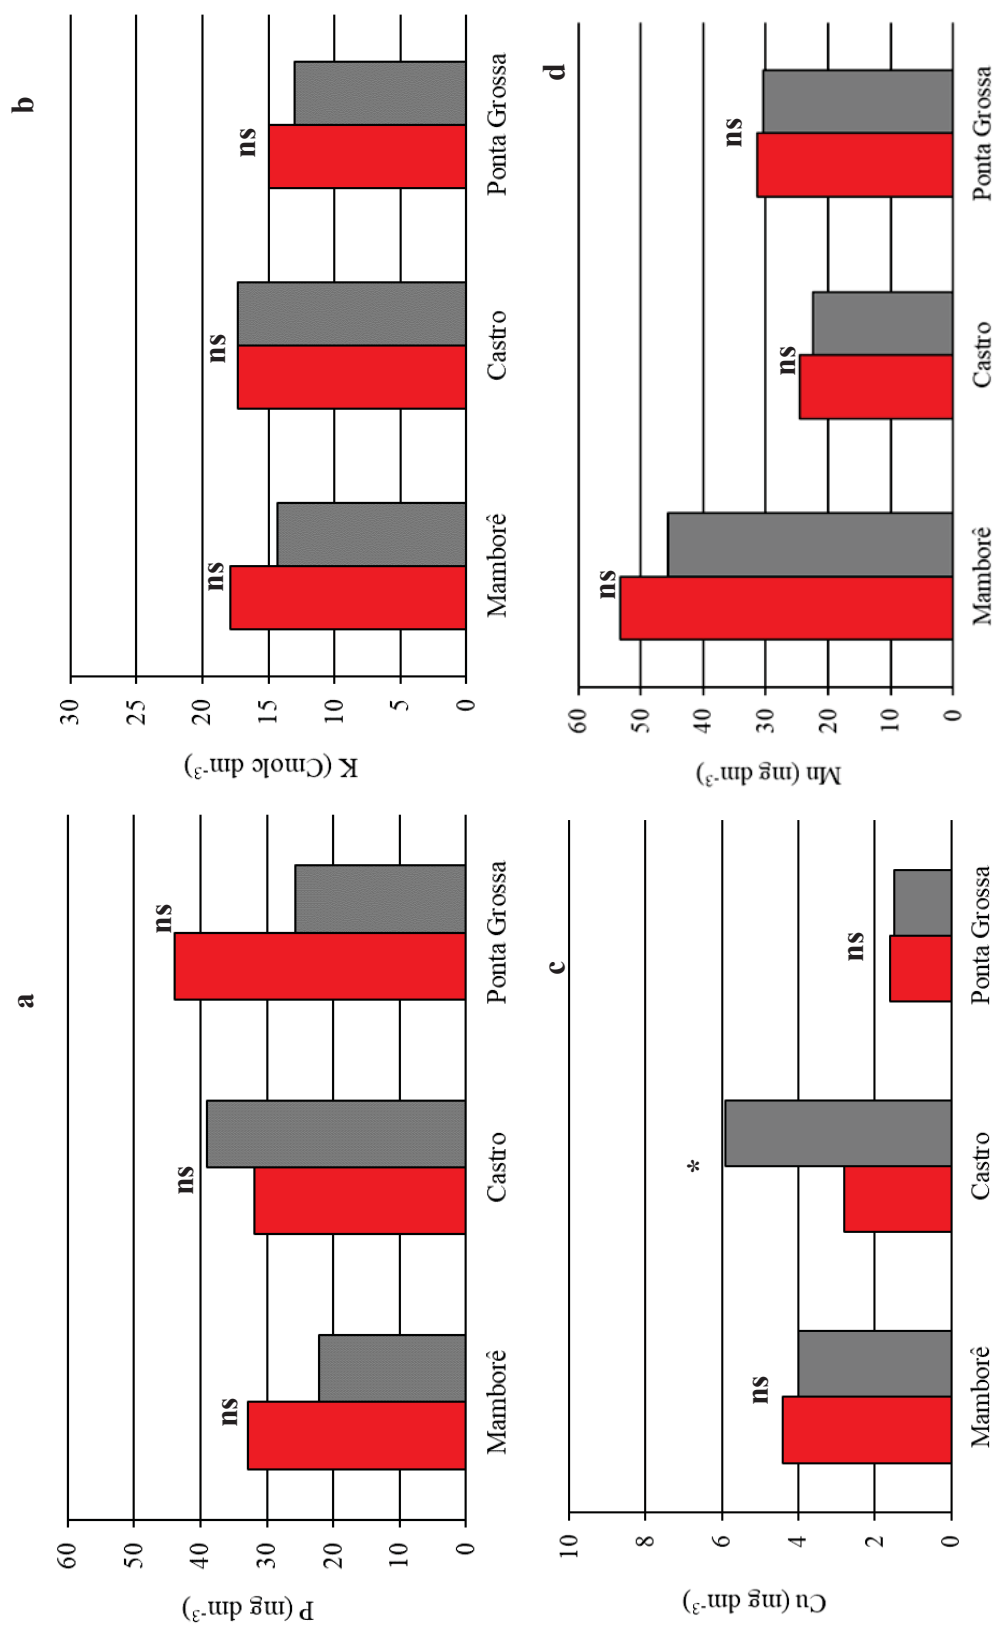 a
60
50
40
30
20
10
0
P (mg dm-³)
ns
ns
ns
Mamborê
Castro
Ponta Grossa
b
30
25
20
15
10
5
0
K (Cmolc dm-³)
ns
ns
ns
Mamborê
Castro
Ponta Grossa
c
10
8
6
4
2
0
Cu (mg dm-³)
ns
*
ns
Mamborê
Castro
Ponta Grossa
d
60
50
40
30
20
10
0
Mn (mg dm-³)
ns
ns
ns
Mamborê
Castro
Ponta Grossa